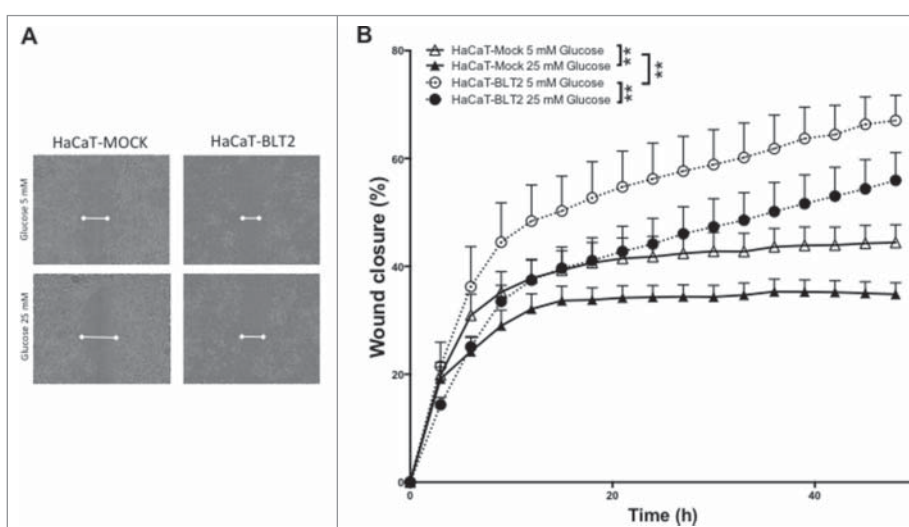 A
HaCaT-MOCK HaCaT-BLT2
Glucose 5 mM
Glucose 25 mM
B
HaCaT-Mock 5 mM Glucose
HaCaT-Mock 25 mM Glucose
HaCaT-BLT2 5 mM Glucose
HaCaT-BLT2 25 mM Glucose
** ** **
Wound closure (%)
80
60
40
20
0
0 20 40
Time (h)